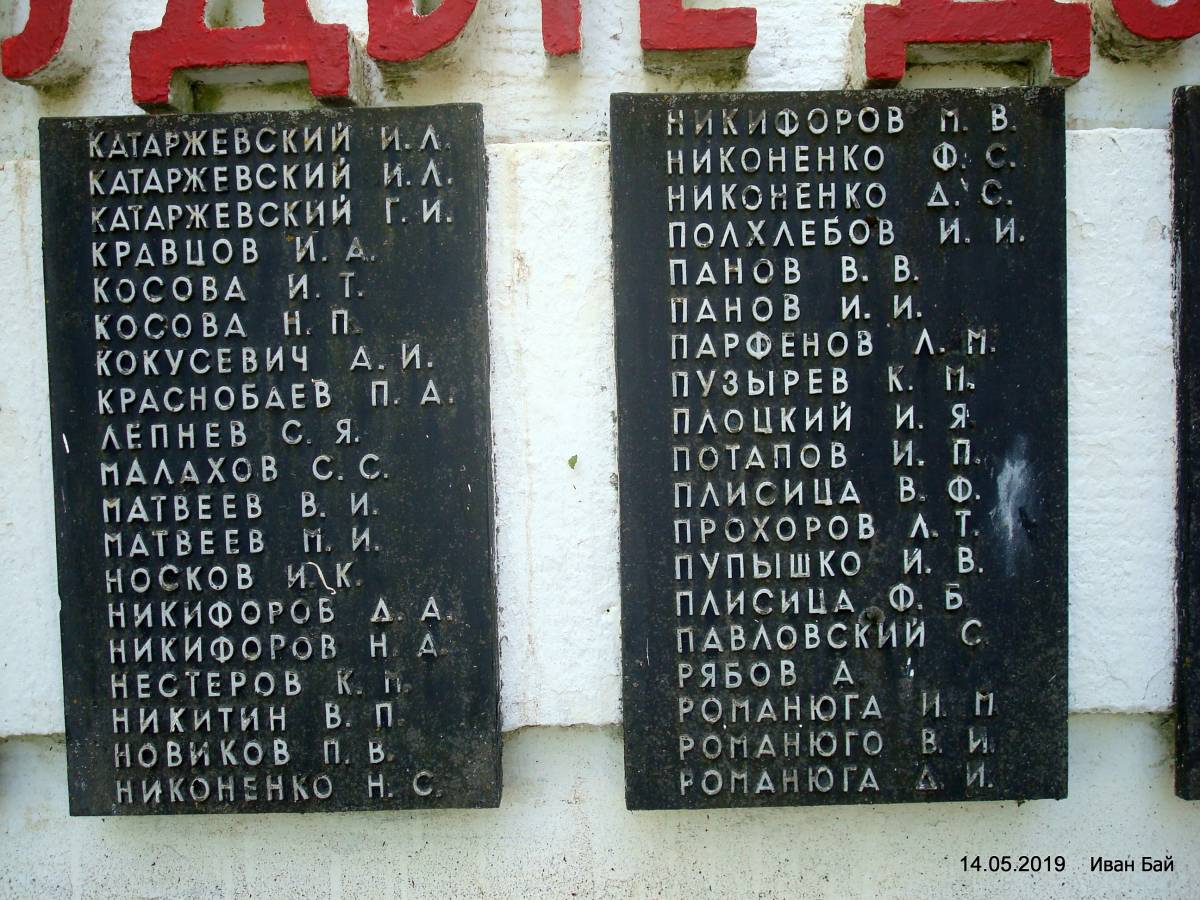 КАТАРЖЕВСКИЙ И. Л.
КАТАРЖЕВСКИЙ И. Л.
КАТАРЖЕВСКИЙ Г. И.
КРАВЦОВ И. А.
КОСОВА И. Т.
КОСОВА Н. П.
КОКУСЕВИЧ А. И.
КРАСНОБАЕВ П. А.
ЛЕПНЕВ С. Я.
МАЛАХОВ С. С.
МАТВЕЕВ В. И.
МАТВЕЕВ М. И.
НОСКОВ И. К.
НИКИФОРОВ Д. А.
НИКИФОРОВ Н. А.
НЕСТЕРОВ К. М.
НИКИТИН В. П.
НОВИКОВ П. В.
НИКОНЕНКО Н. С.
НИКИФОРОВ М. В.
НИКОНЕНКО Ф. С.
НИКОНЕНКО Д. С.
ПОЛХЛЕБОВ И. И.
ПАНОВ В. В.
ПАНОВ И. И.
ПАРФЕНОВ Л. М.
ПУЗЫРЕВ К. М.
ПЛОЦКИЙ И. Я.
ПОТАПОВ И. П.
ПЛИСИЦА В. Ф.
ПРОХОРОВ Л. Т.
ПУПЫШКО И. В.
ПЛИСИЦА Ф. Б.
ПАВЛОВСКИЙ С.
РЯБОВ А
РОМАНЮГА И. М
РОМАНЮГО В. И.
РОМАНЮГА Д. И.
14.05.2019 Иван Бай